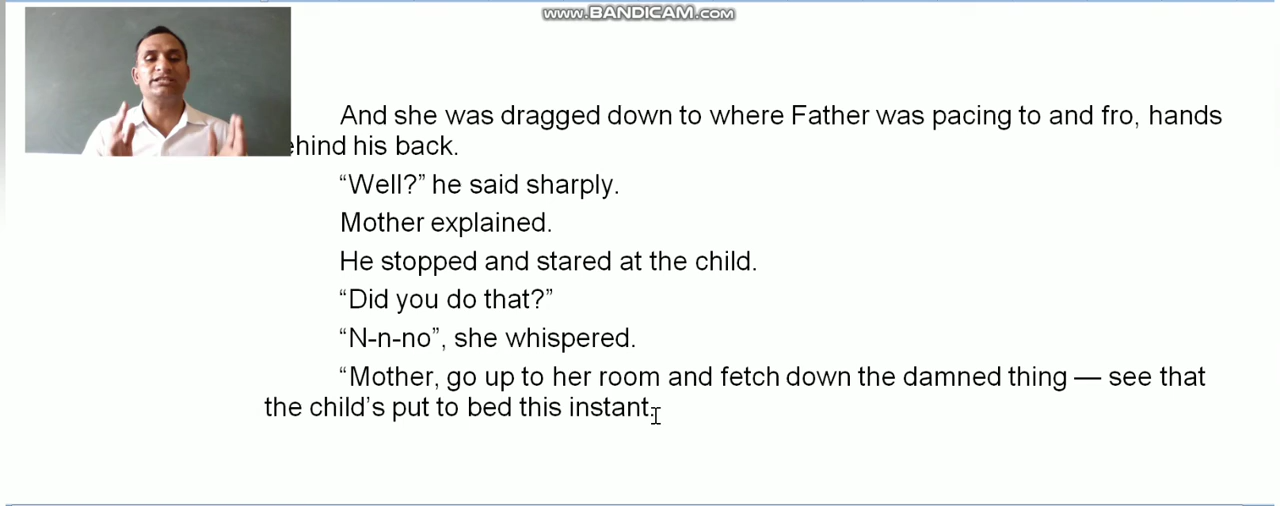 www.BANDICAM.com
And she was dragged down to where Father was pacing to and fro, hands
ehind his back.
“Well?” he said sharply.
Mother explained.
He stopped and stared at the child.
“Did you do that?”
“N-n-no”, she whispered.
“Mother, go up to her room and fetch down the damned thing — see that
the child’s put to bed this instant.